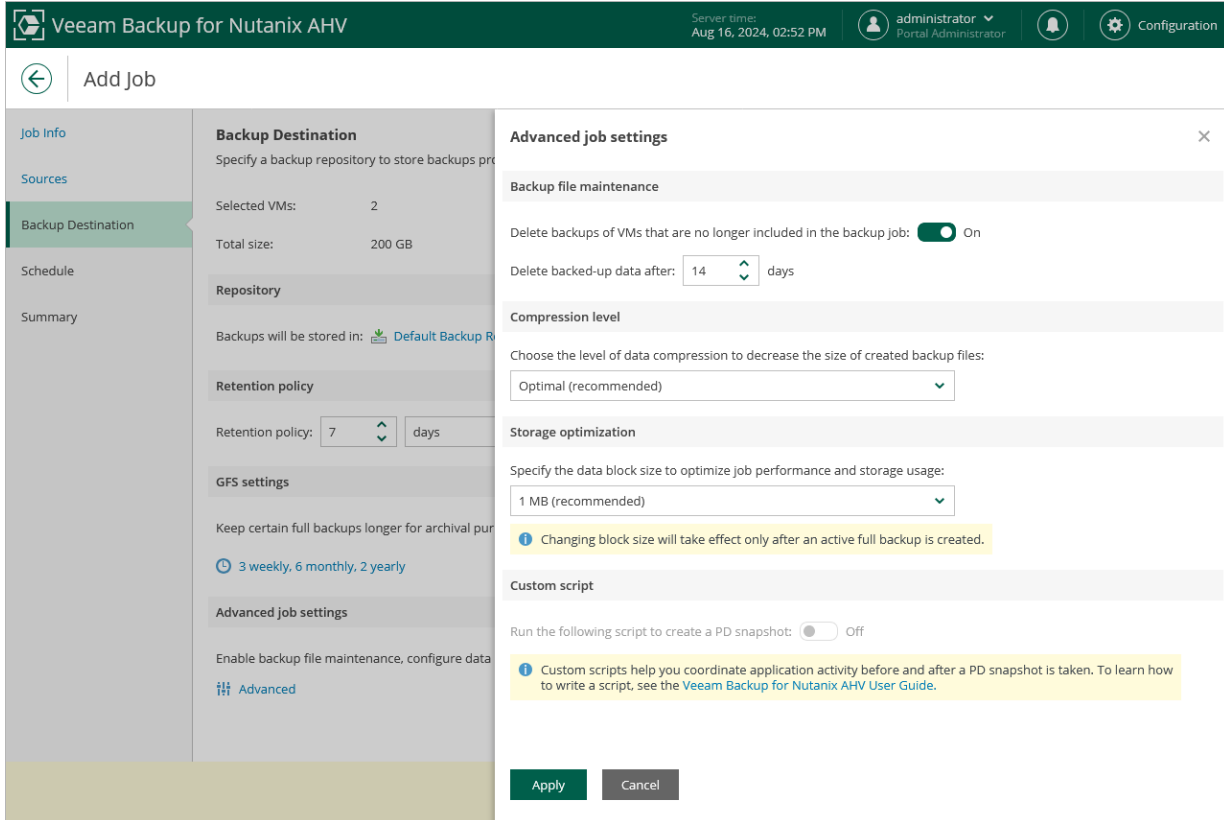 Veeam Backup for Nutanix AHV
Server time:
Aug 16, 2024, 02:52 PM
administrator
Portal Administrator
Configuration
Add Job
Job Info
Sources
Backup Destination
Schedule
Summary
Backup Destination
Specify a backup repository to store backups
Selected VMs: 2
Total size: 200 GB
Repository
Backups will be stored in: Default Backup
Retention policy
Retention policy: 7 days
GFS settings
Keep certain full backups longer for archival
3 weekly, 6 monthly, 2 yearly
Advanced job settings
Enable backup file maintenance, configure data
Advanced
Advanced job settings
Backup file maintenance
Delete backups of VMs that are no longer included in the backup job: On
Delete backed-up data after: 14 days
Compression level
Choose the level of data compression to decrease the size of created backup files:
Optimal (recommended)
Storage optimization
Specify the data block size to optimize job performance and storage usage:
1 MB (recommended)
Changing block size will take effect only after an active full backup is created.
Custom script
Run the following script to create a PD snapshot: Off
Custom scripts help you coordinate application activity before and after a PD snapshot is taken. To learn how
to write a script, see the Veeam Backup for Nutanix AHV User Guide.
Apply
Cancel